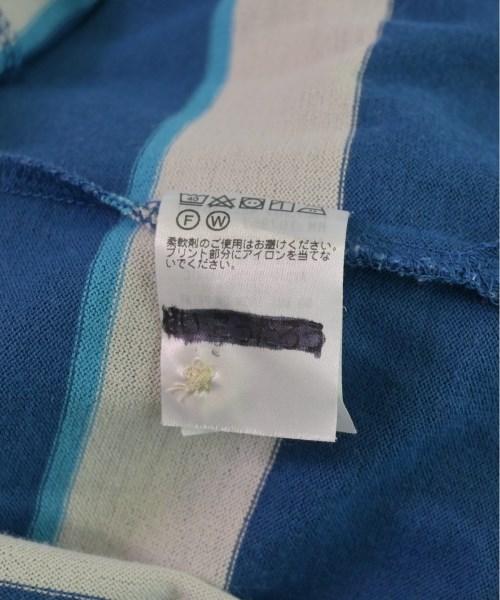 40
F W
柔軟剤のご使用はお避けください。
プリント部分にアイロンを当てな
いでください。